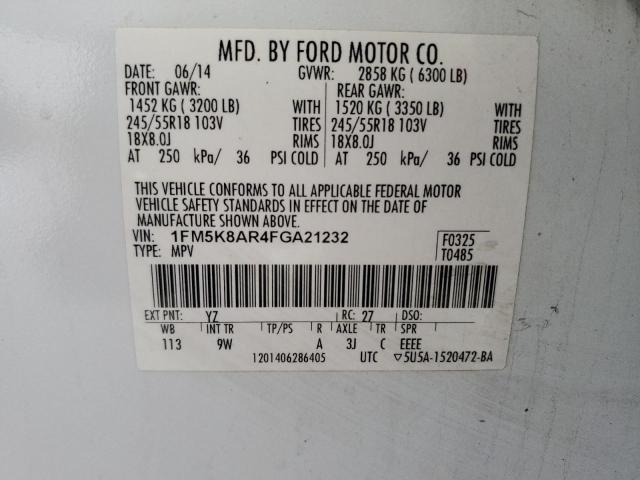 MFD. BY FORD MOTOR CO.
DATE: 06/14 GVWR: 2858 KG ( 6300 LB)
FRONT GAWR: REAR GAWR:
1452 KG ( 3200 LB) WITH 1520 KG ( 3350 LB) WITH
245/55R18 103V TIRES 245/55R18 103V TIRES
18X8.0J RIMS 18X8.0J RIMS
AT 250 kPa/ 36 PSI COLD AT 250 kPa/ 36 PSI COLD
THIS VEHICLE CONFORMS TO ALL APPLICABLE FEDERAL MOTOR
VEHICLE SAFETY STANDARDS IN EFFECT ON THE DATE OF
MANUFACTURE SHOWN ABOVE.
VIN: 1FM5K8AR4FGA21232 F0325
TYPE: MPV T0485
EXT PNT: YZ RC: 27 DSO:
WB INT TR TP/PS R AXLE TR SPR
113 9W A 3J C EEEE
1201406286405 UTC ▽5U5A-1520472-BA